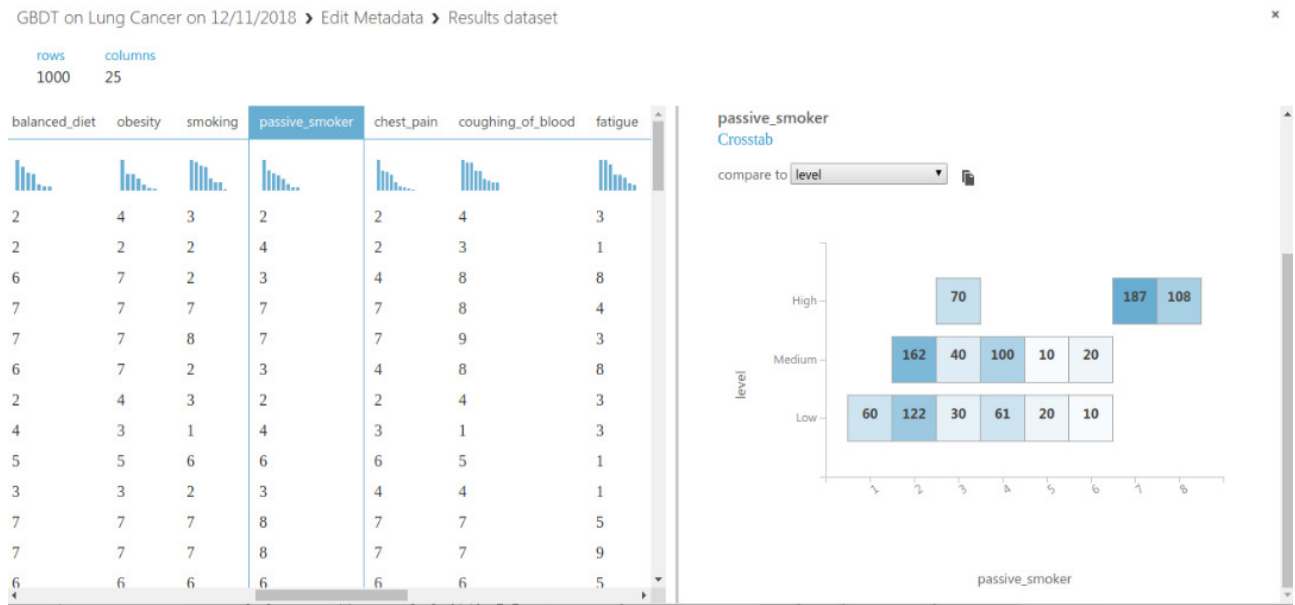 GBDT on Lung Cancer on 12/11/2018 ❯ Edit Metadata ❯ Results dataset
rows columns
1000 25
balanced_diet obesity smoking passive_smoker chest_pain coughing_of_blood fatigue
2 4 3 2 2 4 3
2 2 2 4 2 3 1
6 7 2 3 4 8 8
7 7 7 7 7 8 4
7 7 8 7 7 9 3
6 7 2 3 4 8 8
2 4 3 2 2 4 3
4 3 1 4 3 1 3
5 5 6 6 6 5 1
3 3 2 3 4 4 1
7 7 7 8 7 7 5
7 7 7 8 7 7 9
6 6 6 6 6 6 5
passive_smoker
Crosstab
compare to level
level
High 70 187 108
Medium 162 40 100 10 20
Low 60 122 30 61 20 10
1 2 3 4 5 6 7 8
passive_smoker